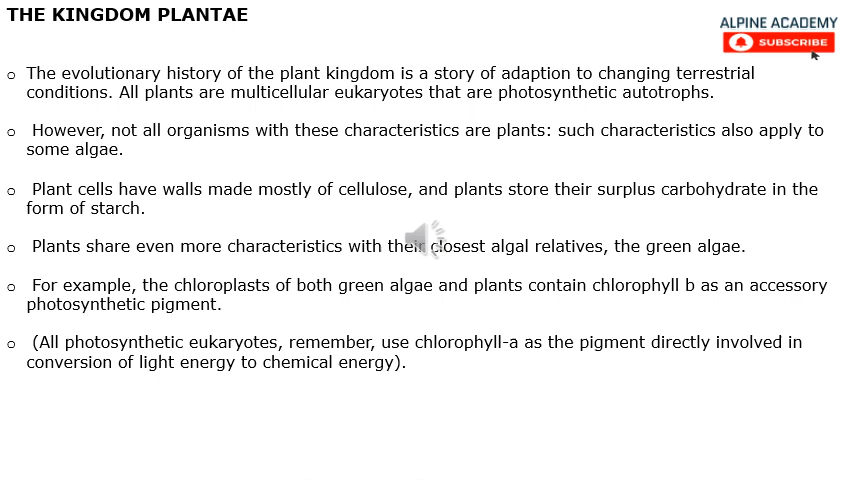 THE KINGDOM PLANTAE
ALPINE ACADEMY
SUBSCRIBE
o The evolutionary history of the plant kingdom is a story of adaption to changing terrestrial
conditions. All plants are multicellular eukaryotes that are photosynthetic autotrophs.
o However, not all organisms with these characteristics are plants: such characteristics also apply to
some algae.
o Plant cells have walls made mostly of cellulose, and plants store their surplus carbohydrate in the
form of starch.
o Plants share even more characteristics with their closest algal relatives, the green algae.
o For example, the chloroplasts of both green algae and plants contain chlorophyll b as an accessory
photosynthetic pigment.
o (All photosynthetic eukaryotes, remember, use chlorophyll-a as the pigment directly involved in
conversion of light energy to chemical energy).